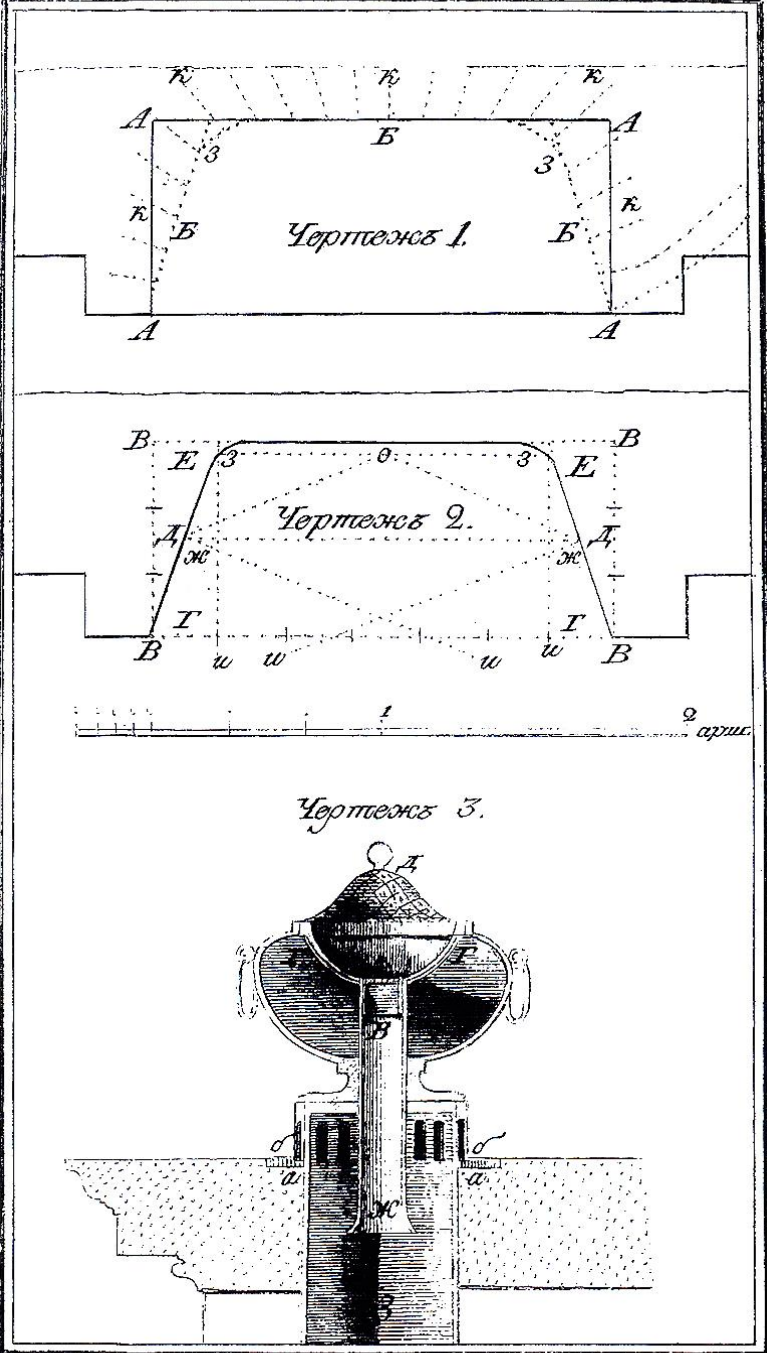 к к к
А А
Б
З З
к к
Б Б
Чертежъ 1.
А А
В В
Е З О З Е
Чертежъ 2.
Д Д
Ж Ж
Г Г
В и и и и В
1 2
арш.
Чертежъ 3.
Д
Г Г
В
σ σ
а а
Ж
З